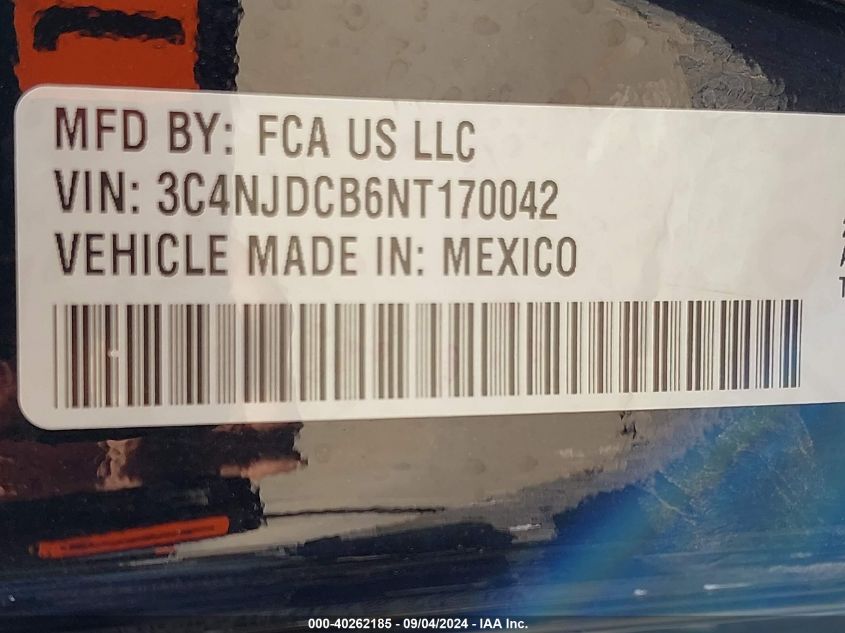 MFD BY: FCA US LLC
VIN: 3C4NJDCB6NT170042
VEHICLE MADE IN: MEXICO
000-40262185 - 09/04/2024 - IAA Inc.